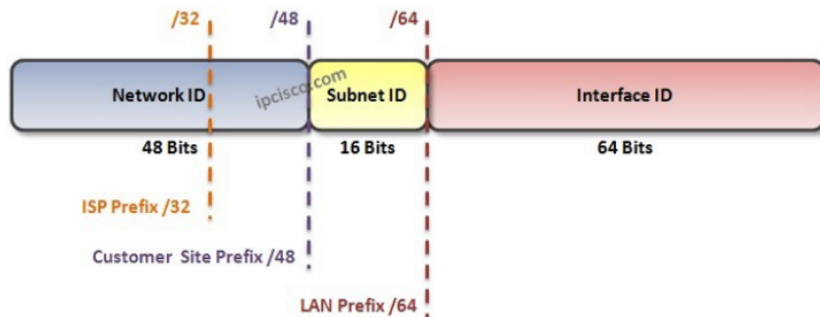 /32 /48 /64
Network ID
Subnet ID
Interface ID
ipcisco.com
48 Bits
16 Bits
64 Bits
ISP Prefix /32
Customer Site Prefix /48
LAN Prefix /64